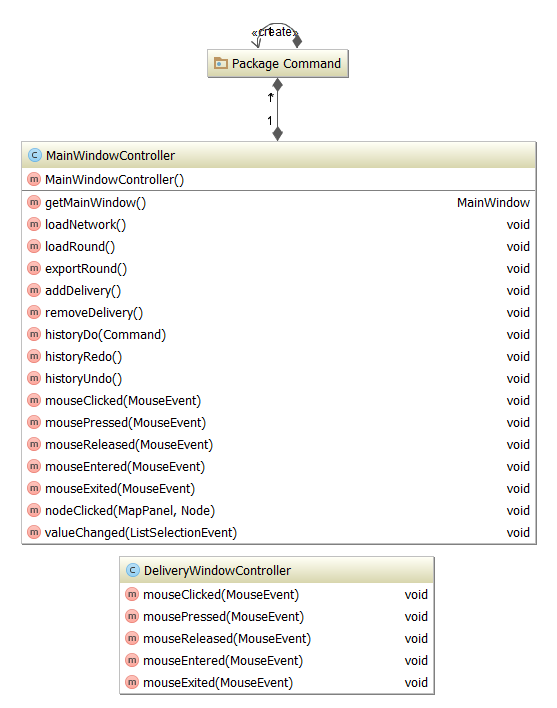 «create»
1
Package Command
1
C MainWindowController
m MainWindowController()
m getMainWindow() MainWindow
m loadNetwork() void
m loadRound() void
m exportRound() void
m addDelivery() void
m removeDelivery() void
m historyDo(Command) void
m historyRedo() void
m historyUndo() void
m mouseClicked(MouseEvent) void
m mousePressed(MouseEvent) void
m mouseReleased(MouseEvent) void
m mouseEntered(MouseEvent) void
m mouseExited(MouseEvent) void
m nodeClicked(MapPanel, Node) void
m valueChanged(ListSelectionEvent) void
C DeliveryWindowController
m mouseClicked(MouseEvent) void
m mousePressed(MouseEvent) void
m mouseReleased(MouseEvent) void
m mouseEntered(MouseEvent) void
m mouseExited(MouseEvent) void